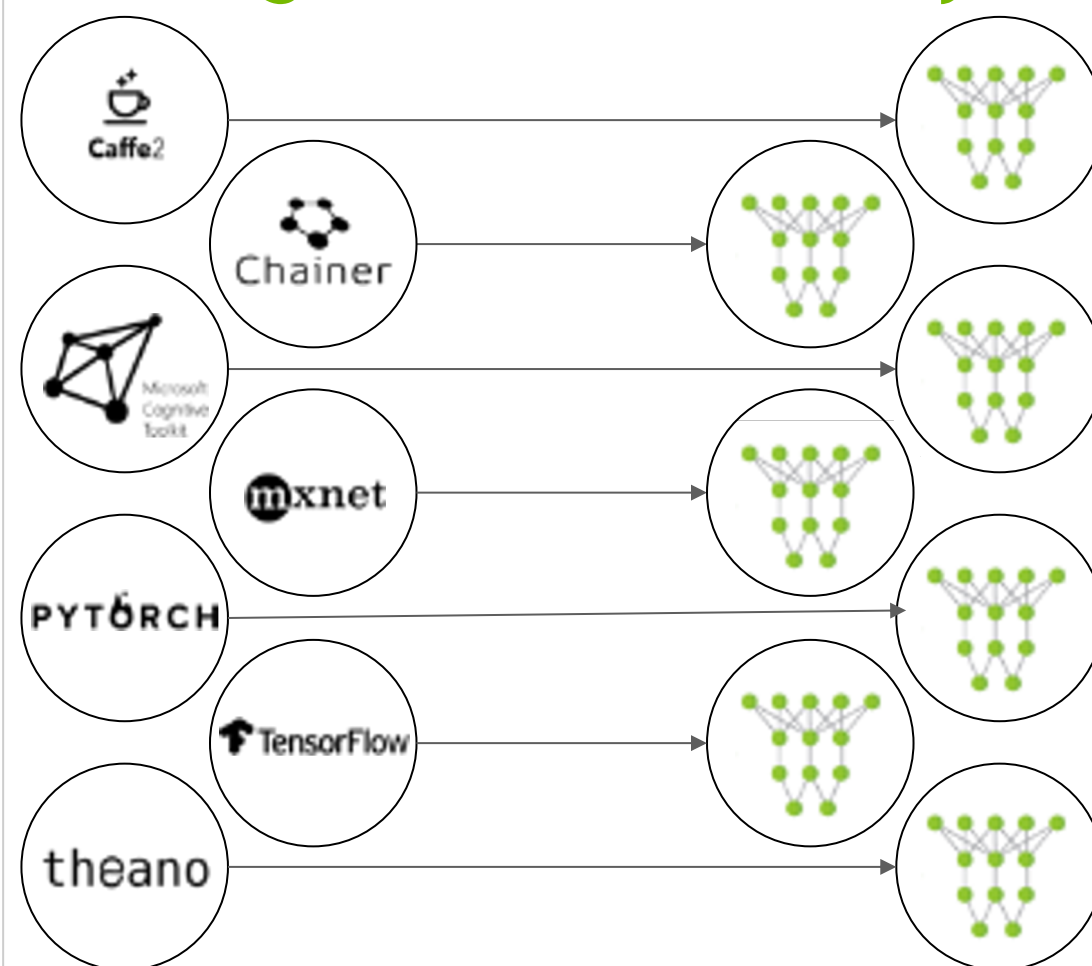 Caffe2
Chainer
Microsoft
Cognitive
Toolkit
mxnet
PYTORCH
TensorFlow
theano